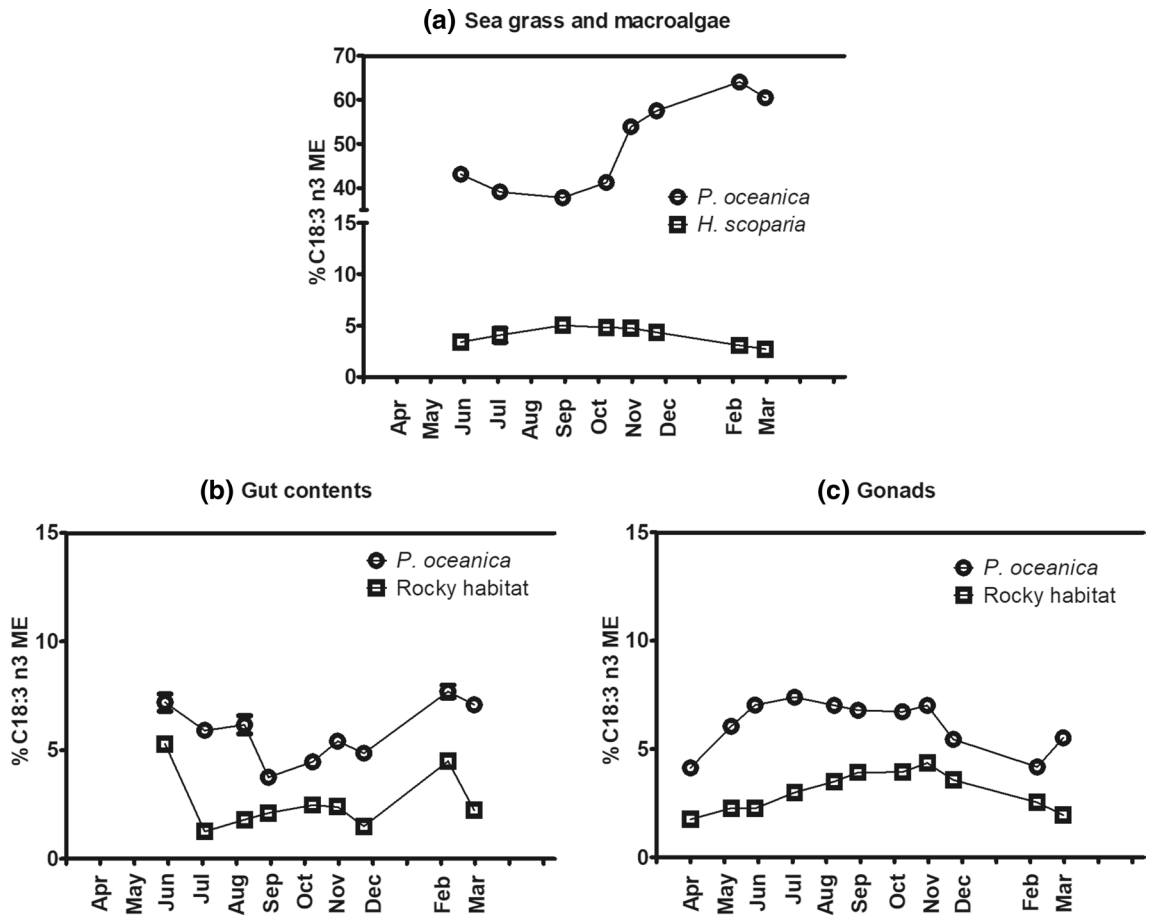 (a) Sea grass and macroalgae
70
60
50
40
15
10
5
0
% C18:3 n3 ME
P. oceanica
H. scoparia
Apr May Jun Jul Aug Sep Oct Nov Dec Feb Mar
(b) Gut contents
15
10
5
0
% C18:3 n3 ME
P. oceanica
Rocky habitat
Apr May Jun Jul Aug Sep Oct Nov Dec Feb Mar
(c) Gonads
15
10
5
0
% C18:3 n3 ME
P. oceanica
Rocky habitat
Apr May Jun Jul Aug Sep Oct Nov Dec Feb Mar